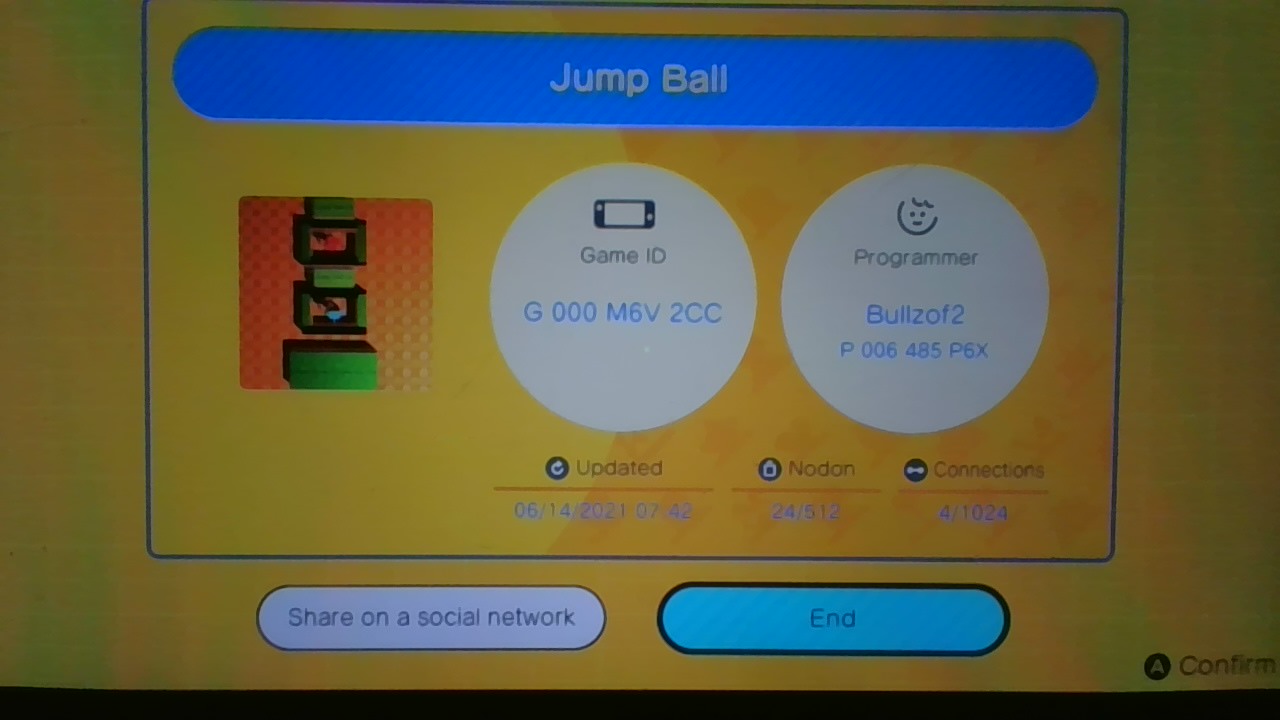 Jump Ball
Game ID
G 000 M6V 2CC
Programmer
Bullzof2
P 006 485 P6X
Updated
06/14/2021 07:42
Nodon
24/512
Connections
4/1024
Share on a social network
End
A Confirm